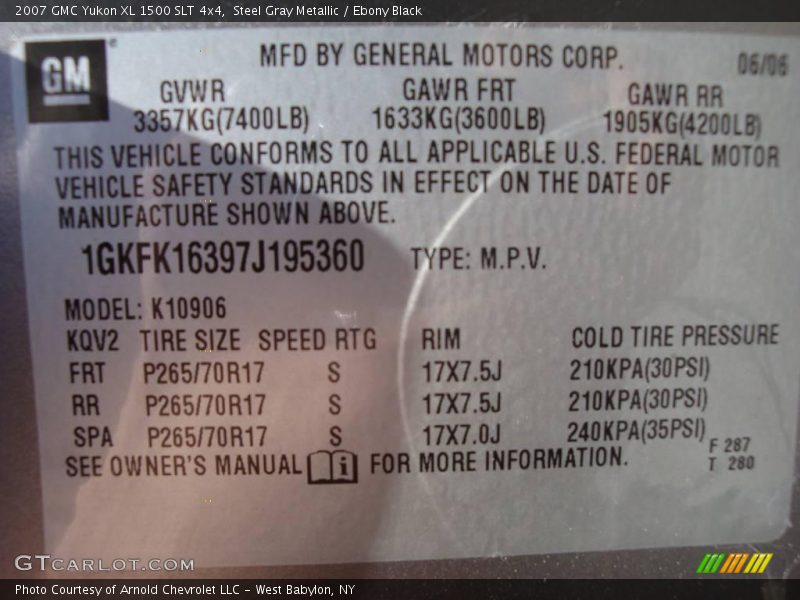 2007 GMC Yukon XL 1500 SLT 4x4, Steel Gray Metallic / Ebony Black
GM
MFD BY GENERAL MOTORS CORP. 06/06
GVWR GAWR FRT GAWR RR
3357KG(7400LB) 1633KG(3600LB) 1905KG(4200LB)
THIS VEHICLE CONFORMS TO ALL APPLICABLE U.S. FEDERAL MOTOR
VEHICLE SAFETY STANDARDS IN EFFECT ON THE DATE OF
MANUFACTURE SHOWN ABOVE.
1GKFK16397J195360 TYPE: M.P.V.
MODEL: K10906
KQV2 TIRE SIZE SPEED RTG RIM COLD TIRE PRESSURE
FRT P265/70R17 S 17X7.5J 210KPA(30PSI)
RR P265/70R17 S 17X7.5J 210KPA(30PSI)
SPA P265/70R17 S 17X7.0J 240KPA(35PSI)
F 287
SEE OWNER'S MANUAL i FOR MORE INFORMATION.
T 280
GTCARLOT.COM
Photo Courtesy of Arnold Chevrolet LLC – West Babylon, NY